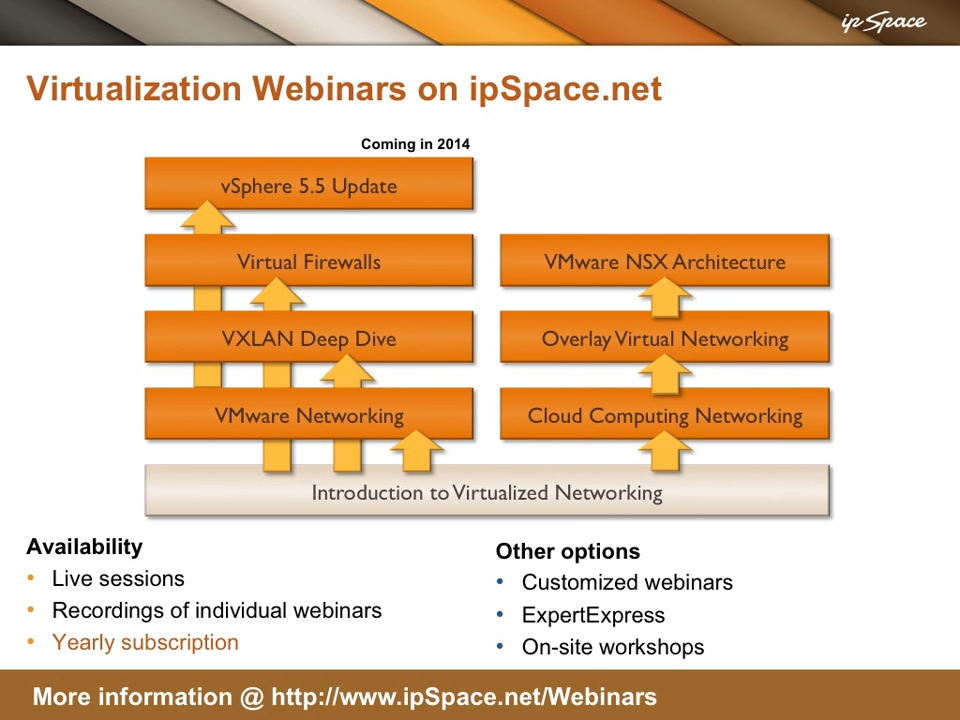 ipSpace
Virtualization Webinars on ipSpace.net
Coming in 2014
vSphere 5.5 Update
Virtual Firewalls
VMware NSX Architecture
VXLAN Deep Dive
Overlay Virtual Networking
VMware Networking
Cloud Computing Networking
Introduction to Virtualized Networking
Availability
• Live sessions
• Recordings of individual webinars
• Yearly subscription
Other options
• Customized webinars
• ExpertExpress
• On-site workshops
More information @ http://www.ipSpace.net/Webinars